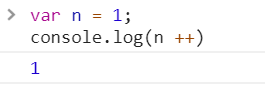 > var n = 1;
console.log(n ++)
1